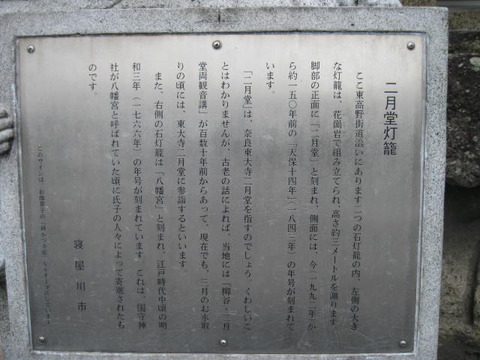 二月堂灯籠
ここ東高野街道沿いにあります二つの石灯籠の内、左側の大き
な灯籠は、花崗岩で組み立てられ、高さ約三メートルを測ります
脚部の正面に「二月堂」と刻まれ、側面には、今(一九九二年)か
ら約一五〇年前の「天保十四年」(一八四三年)の年号が刻まれて
います。
「二月堂」は、奈良東大寺二月堂を指すのでしょう。くわしいこ
とはわかりませんが、古老の話によれば、当地には「柳谷・二月
堂両観音講」が百数十年前からあって、現在でも、三月のお水取
りの頃には、東大寺二月堂に参詣するといいます
また、右側の石灯籠は「八幡宮」と刻まれ、江戸時代中頃の明
和三年(一七六六年)の年号が刻まれています。これは、国守神
社が八幡宮と呼ばれていた頃に氏子の人々によって寄進されたも
のです。
寝屋川市
このサインは、